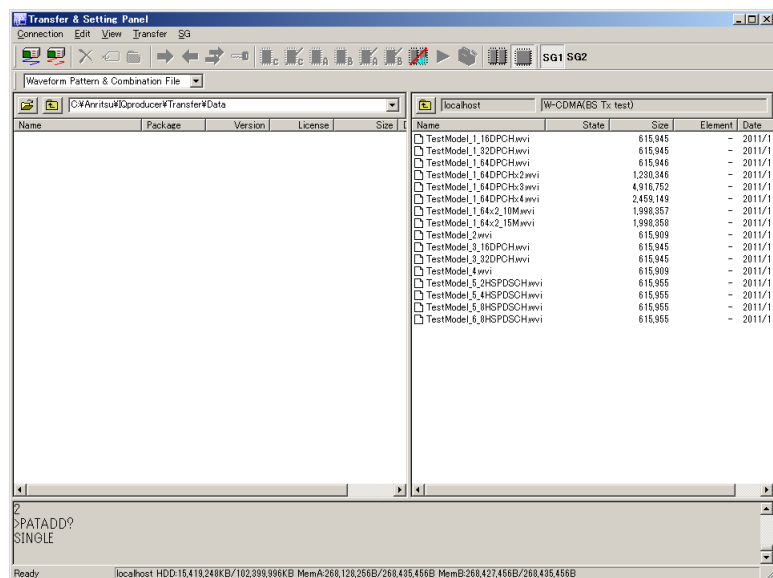 Transfer & Setting Panel
Connection Edit View Transfer SG
SG1 SG2
Waveform Pattern & Combination File
C:¥Anritsu¥IQproducer¥Transfer¥Data
localhost W-CDMA(BS Tx test)
Name Package Version License Size
Name State Size Element Date
TestModel_1_16DPCH.wvi 615,945 - 2011/1
TestModel_1_32DPCH.wvi 615,945 - 2011/1
TestModel_1_64DPCH.wvi 615,946 - 2011/1
TestModel_1_64DPCHx2.wvi 1,230,346 - 2011/1
TestModel_1_64DPCHx3.wvi 4,916,752 - 2011/1
TestModel_1_64DPCHx4.wvi 2,459,149 - 2011/1
TestModel_1_64x2_10M.wvi 1,998,357 - 2011/1
TestModel_1_64x2_15M.wvi 1,998,358 - 2011/1
TestModel_2.wvi 615,909 - 2011/1
TestModel_3_16DPCH.wvi 615,945 - 2011/1
TestModel_3_32DPCH.wvi 615,945 - 2011/1
TestModel_4.wvi 615,909 - 2011/1
TestModel_5_2HSPDSCH.wvi 615,955 - 2011/1
TestModel_5_4HSPDSCH.wvi 615,955 - 2011/1
TestModel_5_8HSPDSCH.wvi 615,955 - 2011/1
TestModel_6_8HSPDSCH.wvi 615,955 - 2011/1
2
>PATADD?
SINGLE
Ready localhost HDD:15,419,248KB/102,399,996KB MemA:268,128,256B/268,435,456B MemB:268,427,456B/268,435,456B